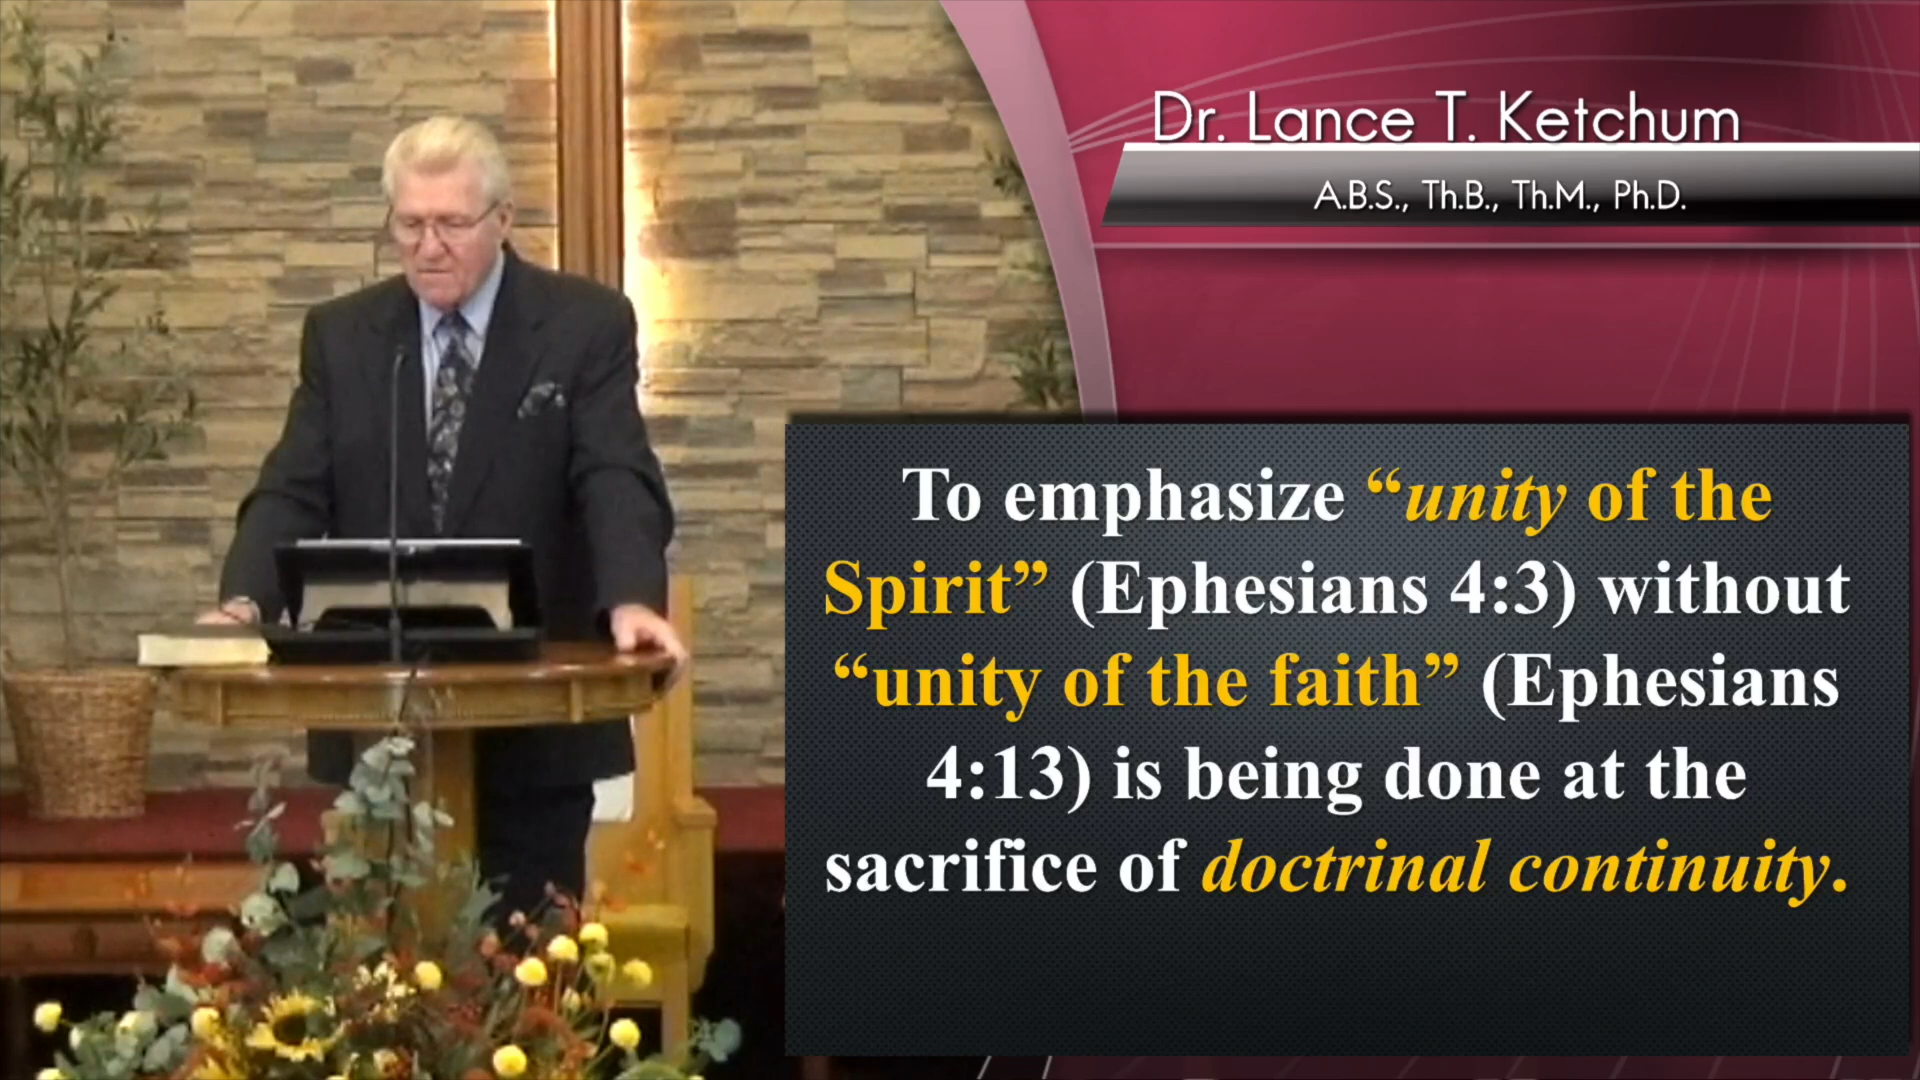 Dr. Lance T. Ketchum
A.B.S., Th.B., Th.M., Ph.D.
To emphasize “unity of the
Spirit” (Ephesians 4:3) without
“unity of the faith” (Ephesians
4:13) is being done at the
sacrifice of doctrinal continuity.